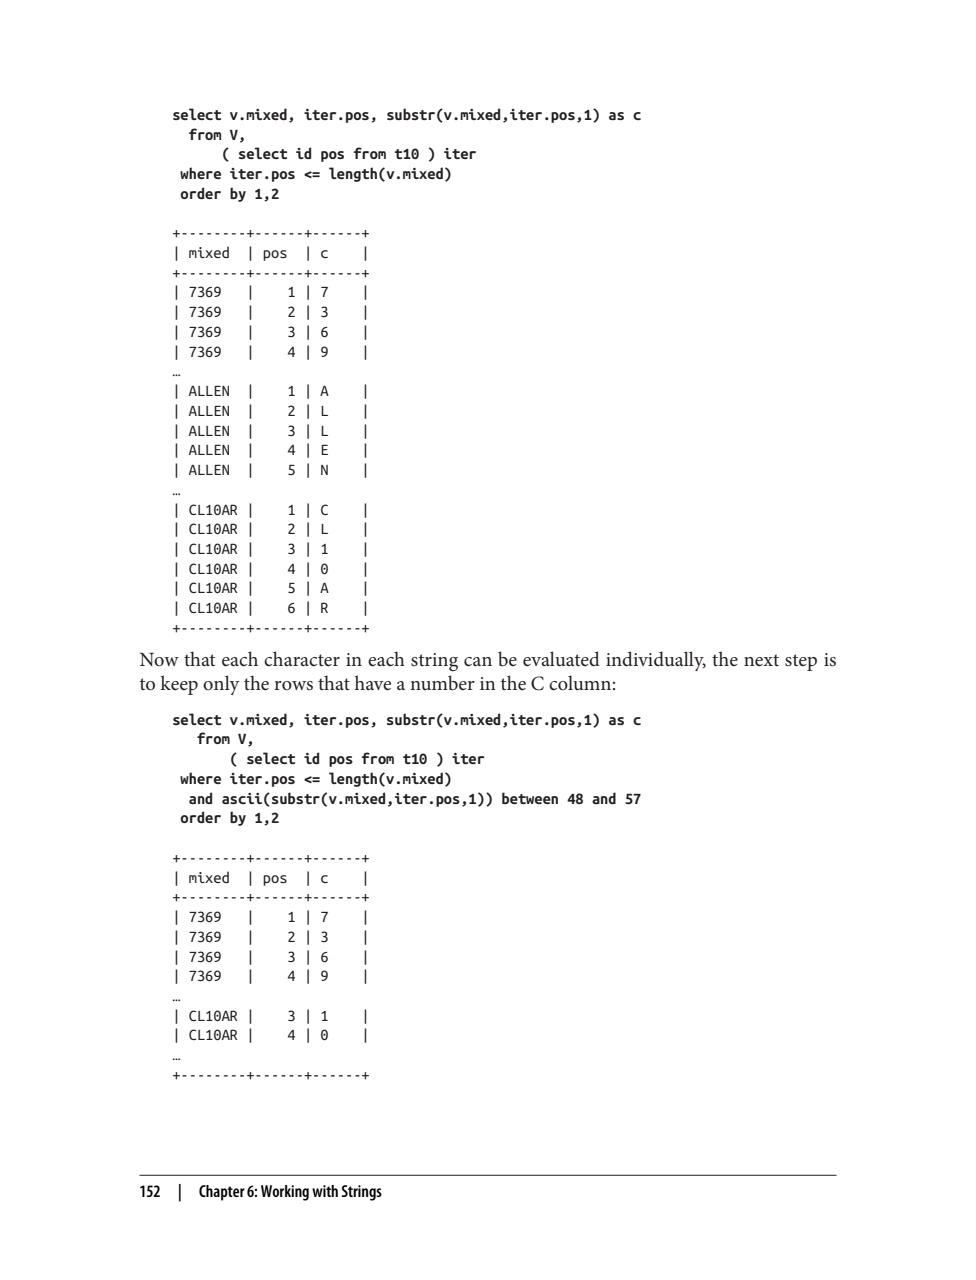 select v.mixed, iter.pos, substr(v.mixed,iter.pos,1) as c
  from V,
      ( select id pos from t10 ) iter
 where iter.pos <= length(v.mixed)
 order by 1,2
+--------+------+------+
| mixed  | pos  | c    |
+--------+------+------+
| 7369   |    1 | 7    |
| 7369   |    2 | 3    |
| 7369   |    3 | 6    |
| 7369   |    4 | 9    |
…
| ALLEN  |    1 | A    |
| ALLEN  |    2 | L    |
| ALLEN  |    3 | L    |
| ALLEN  |    4 | E    |
| ALLEN  |    5 | N    |
…
| CL10AR |    1 | C    |
| CL10AR |    2 | L    |
| CL10AR |    3 | 1    |
| CL10AR |    4 | 0    |
| CL10AR |    5 | A    |
| CL10AR |    6 | R    |
+--------+------+------+
Now that each character in each string can be evaluated individually, the next step is
to keep only the rows that have a number in the C column:
select v.mixed, iter.pos, substr(v.mixed,iter.pos,1) as c
   from V,
       ( select id pos from t10 ) iter
 where iter.pos <= length(v.mixed)
  and ascii(substr(v.mixed,iter.pos,1)) between 48 and 57
 order by 1,2
+--------+------+------+
| mixed  | pos  | c    |
+--------+------+------+
| 7369   |    1 | 7    |
| 7369   |    2 | 3    |
| 7369   |    3 | 6    |
| 7369   |    4 | 9    |
…
| CL10AR |    3 | 1    |
| CL10AR |    4 | 0    |
…
+--------+------+------+
152 | Chapter 6: Working with Strings